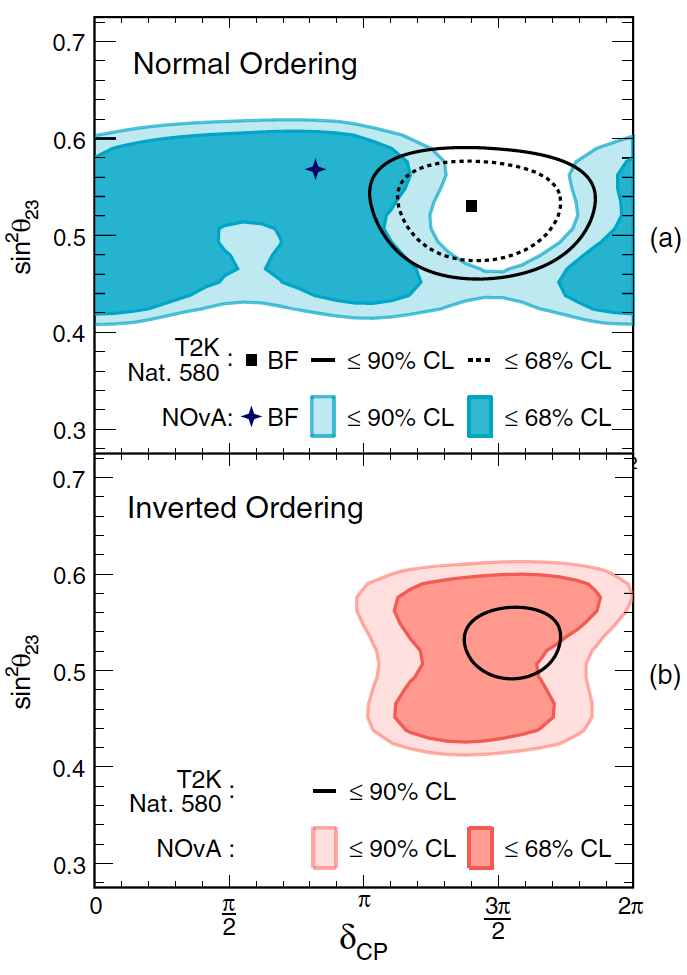 0.7
Normal Ordering
0.6
sin²θ₂₃
0.5
(a)
0.4
T2K
Nat. 580 : BF ≤ 90% CL ≤ 68% CL
NOvA: BF ≤ 90% CL ≤ 68% CL
0.3
2
0.7
Inverted Ordering
0.6
sin²θ₂₃
0.5
(b)
0.4
T2K
Nat. 580 : ≤ 90% CL
NOvA : ≤ 90% CL ≤ 68% CL
0.3
0 π/2 π 3π/2 2π
δCP